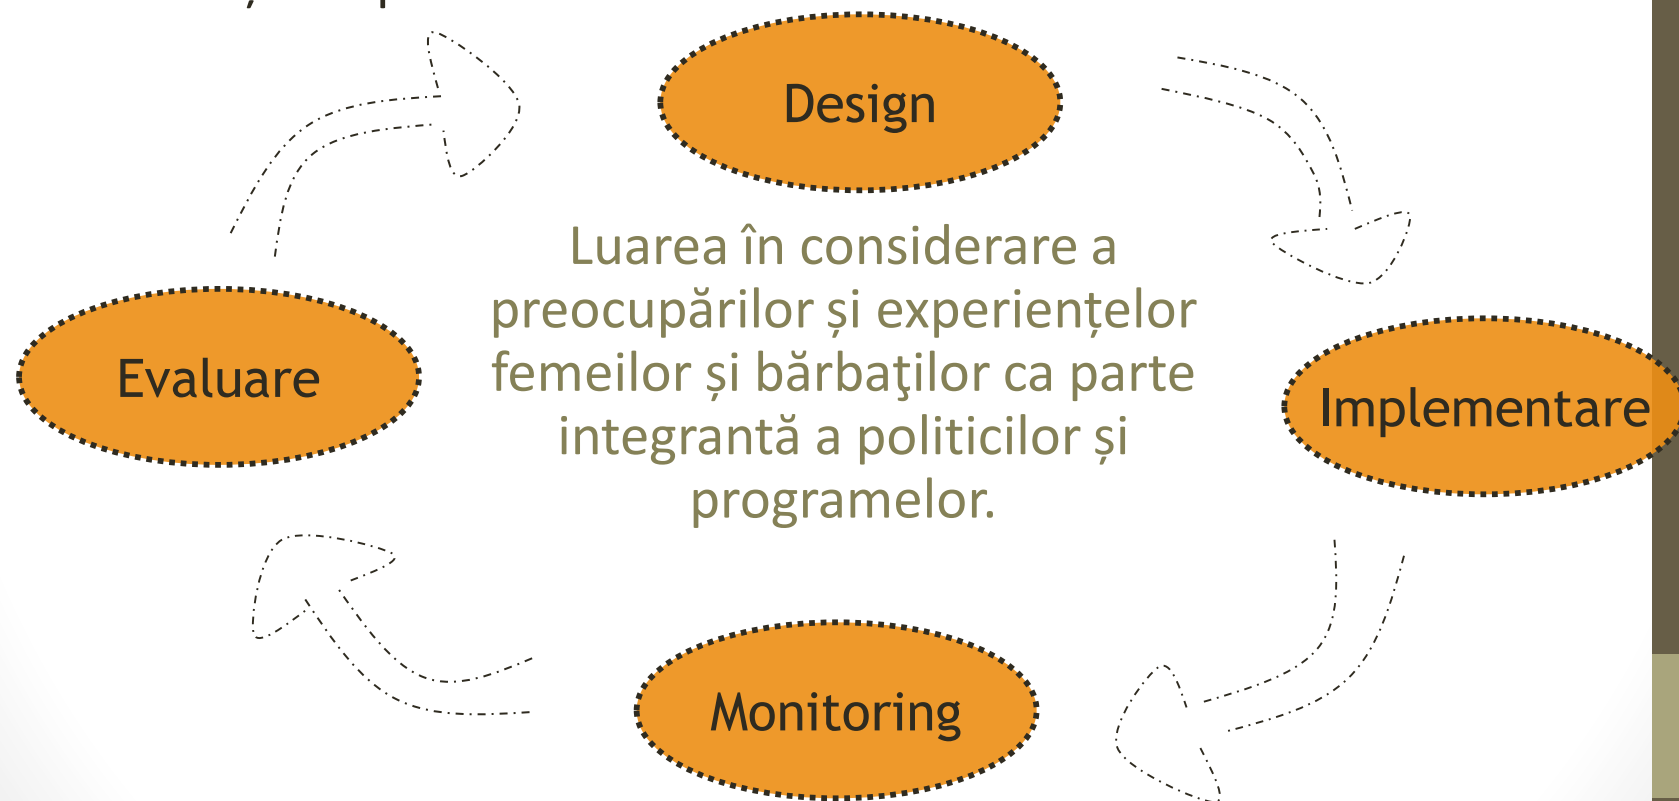 Design
Luarea în considerare a
preocupărilor și experiențelor
femeilor și bărbaţilor ca parte
integrantă a politicilor și
programelor.
Evaluare
Implementare
Monitoring